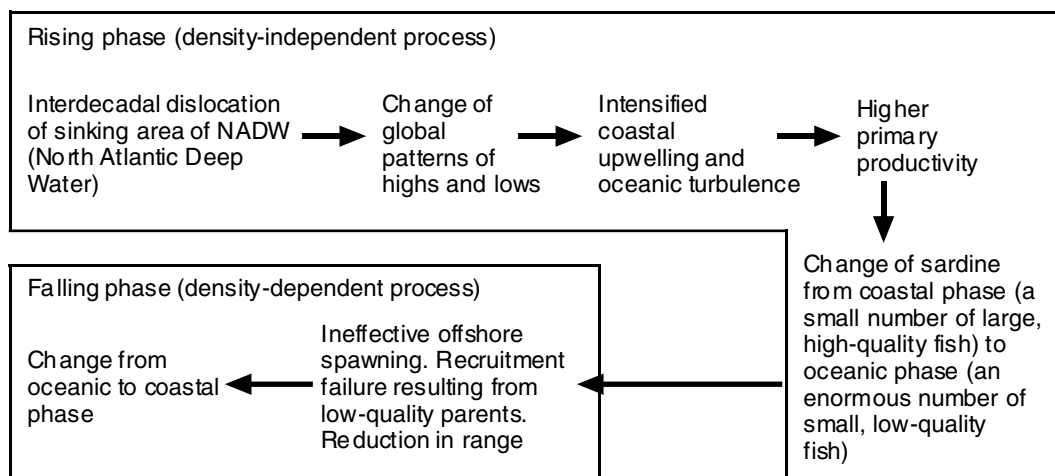 Rising phase (density-independent process)
Interdecadal dislocation
of sinking area of NADW
(North Atlantic Deep
Water)
Change of
global
patterns of
highs and lows
Intensified
coastal
upwelling and
oceanic turbulence
Higher
primary
productivity
Change of sardine
from coastal phase (a
small number of large,
high-quality fish) to
oceanic phase (an
enormous number of
small, low-quality
fish)
Falling phase (density-dependent process)
Ineffective offshore
spawning. Recruitment
failure resulting from
low-quality parents.
Reduction in range
Change from
oceanic to coastal
phase